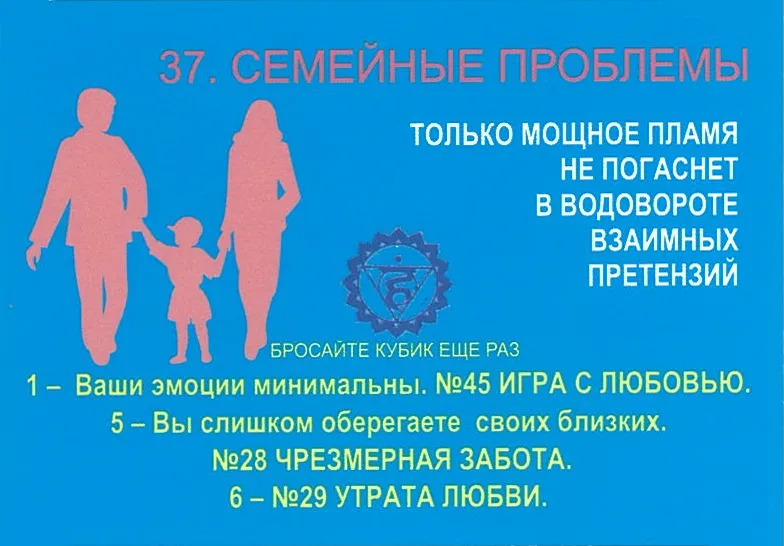 37. СЕМЕЙНЫЕ ПРОБЛЕМЫ
ТОЛЬКО МОЩНОЕ ПЛАМЯ
НЕ ПОГАСНЕТ
В ВОДОВОРОТЕ
ВЗАИМНЫХ
ПРЕТЕНЗИЙ
БРОСАЙТЕ КУБИК ЕЩЕ РАЗ
1 – Ваши эмоции минимальны. №45 ИГРА С ЛЮБОВЬЮ.
5 – Вы слишком оберегаете своих близких.
№28 ЧРЕЗМЕРНАЯ ЗАБОТА.
6 – №29 УТРАТА ЛЮБВИ.